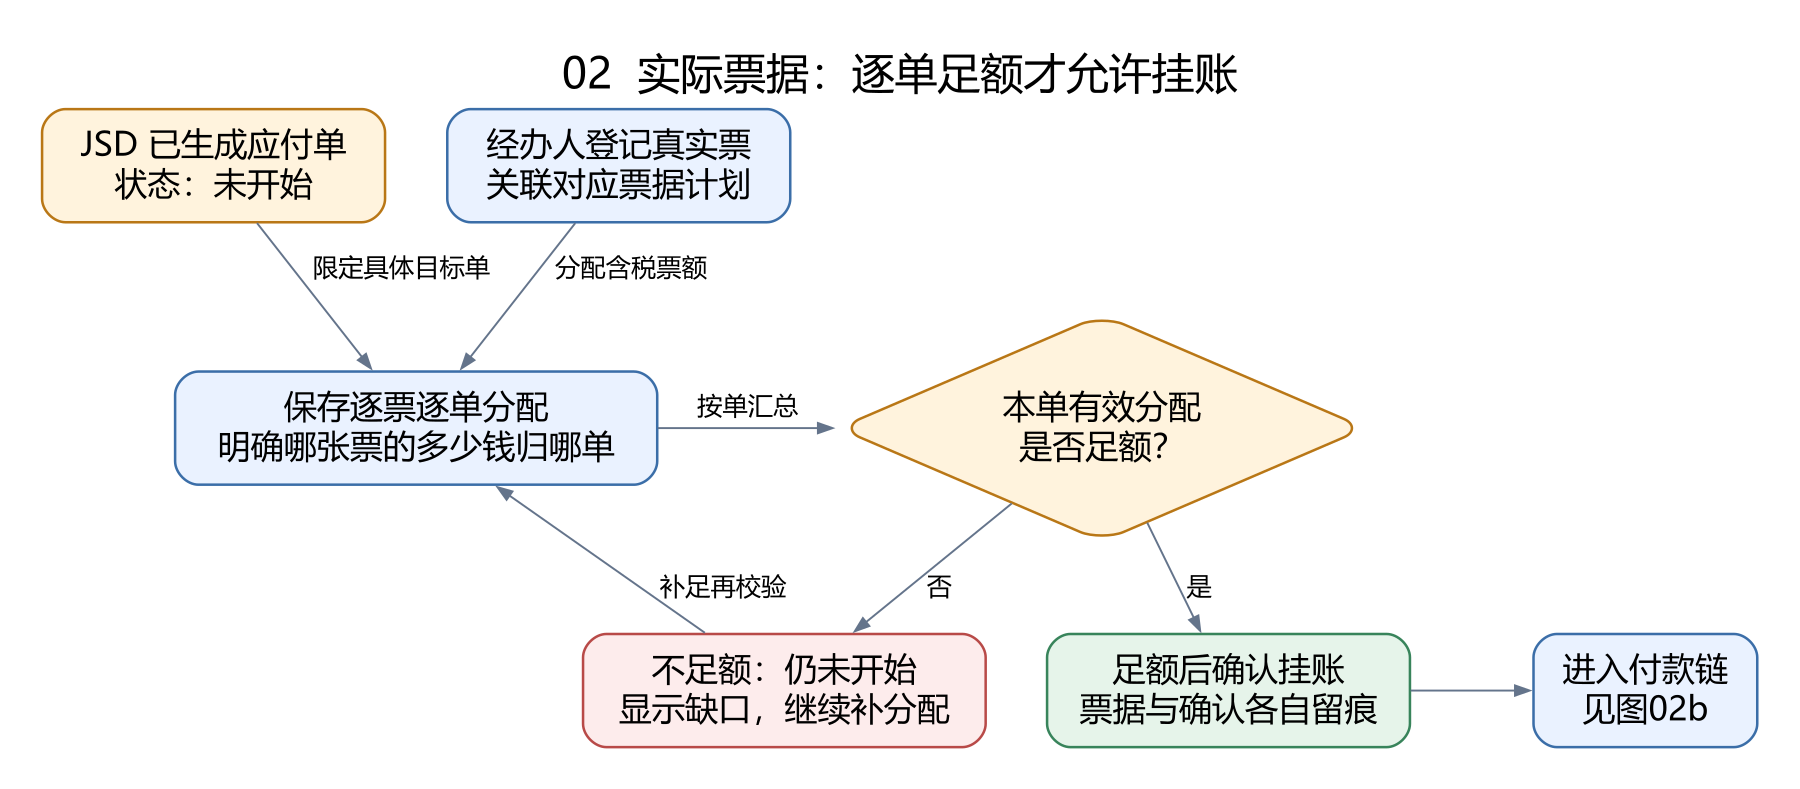 02 实际票据：逐单足额才允许挂账
JSD 已生成应付单
状态：未开始
经办人登记真实票
关联对应票据计划
限定具体目标单
分配含税票额
保存逐票逐单分配
明确哪张票的多少钱归哪单
按单汇总
本单有效分配
是否足额？
补足再校验
否
是
不足额：仍未开始
显示缺口，继续补分配
足额后确认挂账
票据与确认各自留痕
进入付款链
见图02b